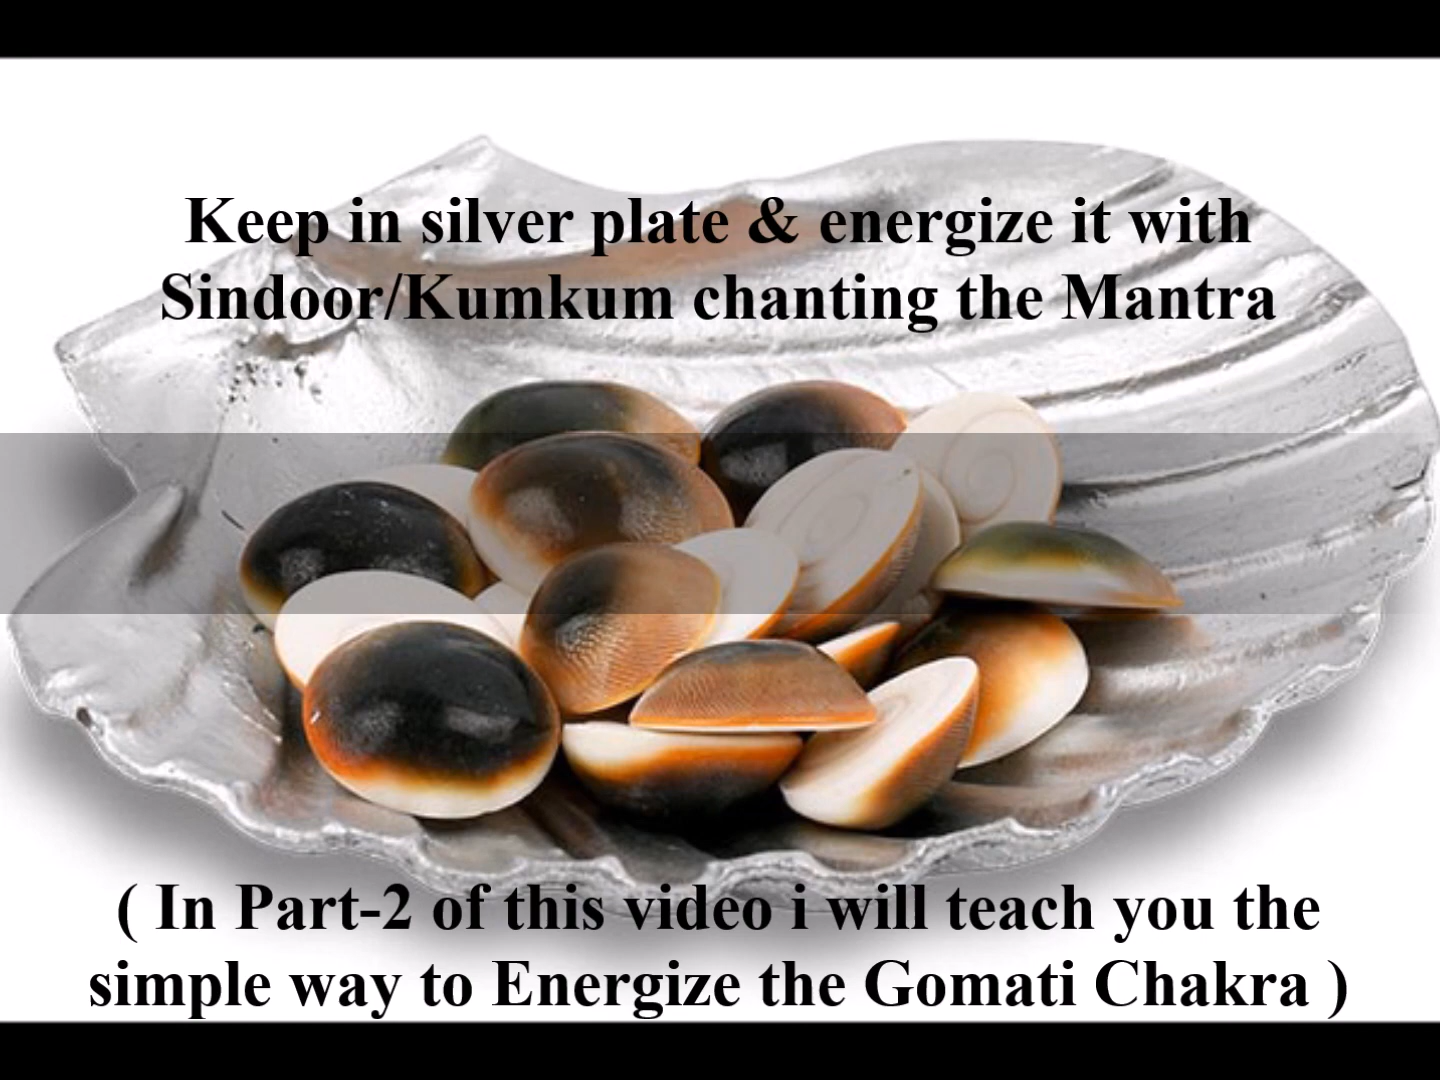 Keep in silver plate & energize it with
Sindoor/Kumkum chanting the Mantra
( In Part-2 of this video i will teach you the
simple way to Energize the Gomati Chakra )